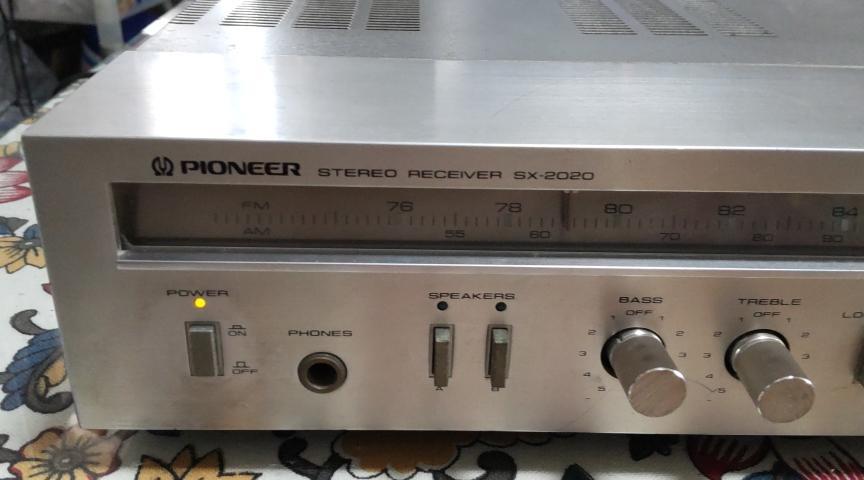 PIONEER STEREO RECEIVER SX-2020
FM 76 78 80 82 84
AM 55 60 70 80 90
POWER
ON
OFF
PHONES
SPEAKERS
A B
BASS
1 OFF 1
2 2
3 3
4 4
5 5
TREBLE
1 OFF 1
2 2
3 3
4 4
5
LO